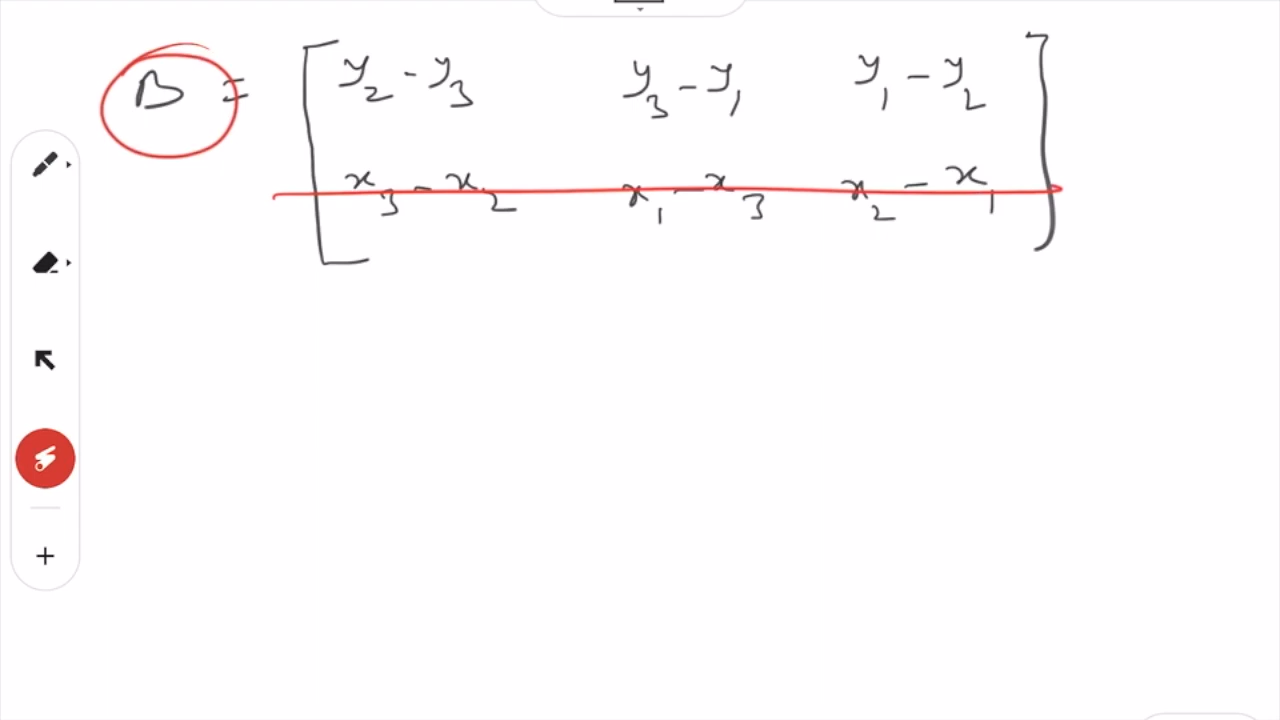 B = [ y₂ - y₃ y₃ - y₁ y₁ - y₂
x₃ - x₂ x₁ - x₃ x₂ - x₁ ]